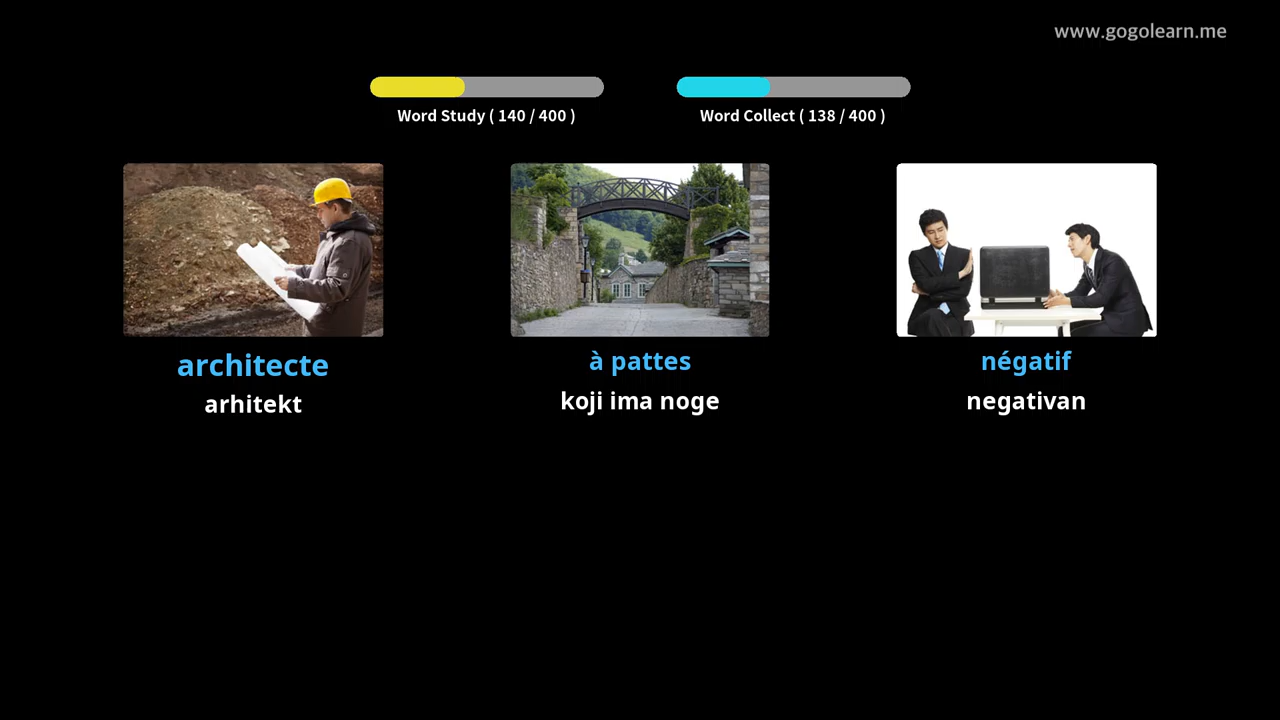 www.gogolearn.me
Word Study ( 140 / 400 )
Word Collect ( 138 / 400 )
architecte
arhitekt
à pattes
koji ima noge
négatif
negativan